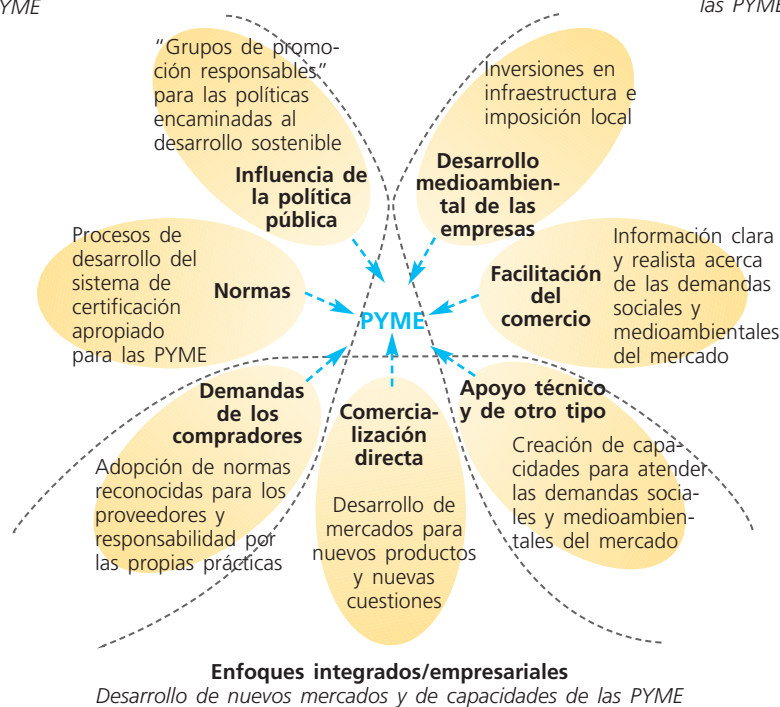 PYME
las PYME
“Grupos de promo-
ción responsables”
para las políticas
encaminadas al
desarrollo sostenible
Influencia de
la política
pública
Inversiones en
infraestructura e
imposición local
Desarrollo
medioambien-
tal de las
empresas
Procesos de
desarrollo del
sistema de
certificación
apropiado
para las PYME
Normas
Información clara
y realista acerca
de las demandas
sociales y
medioambientales
del mercado
Facilitación
del
comercio
PYME
Demandas
de los
compradores
Adopción de normas
reconocidas para los
proveedores y
responsabilidad por
las propias prácticas
Comercia-
lización
directa
Desarrollo de
mercados para
nuevos productos
y nuevas
cuestiones
Apoyo técnico
y de otro tipo
Creación de capa-
cidades para atender
las demandas socia-
les y medioambien-
tales del mercado
Enfoques integrados/empresariales
Desarrollo de nuevos mercados y de capacidades de las PYME